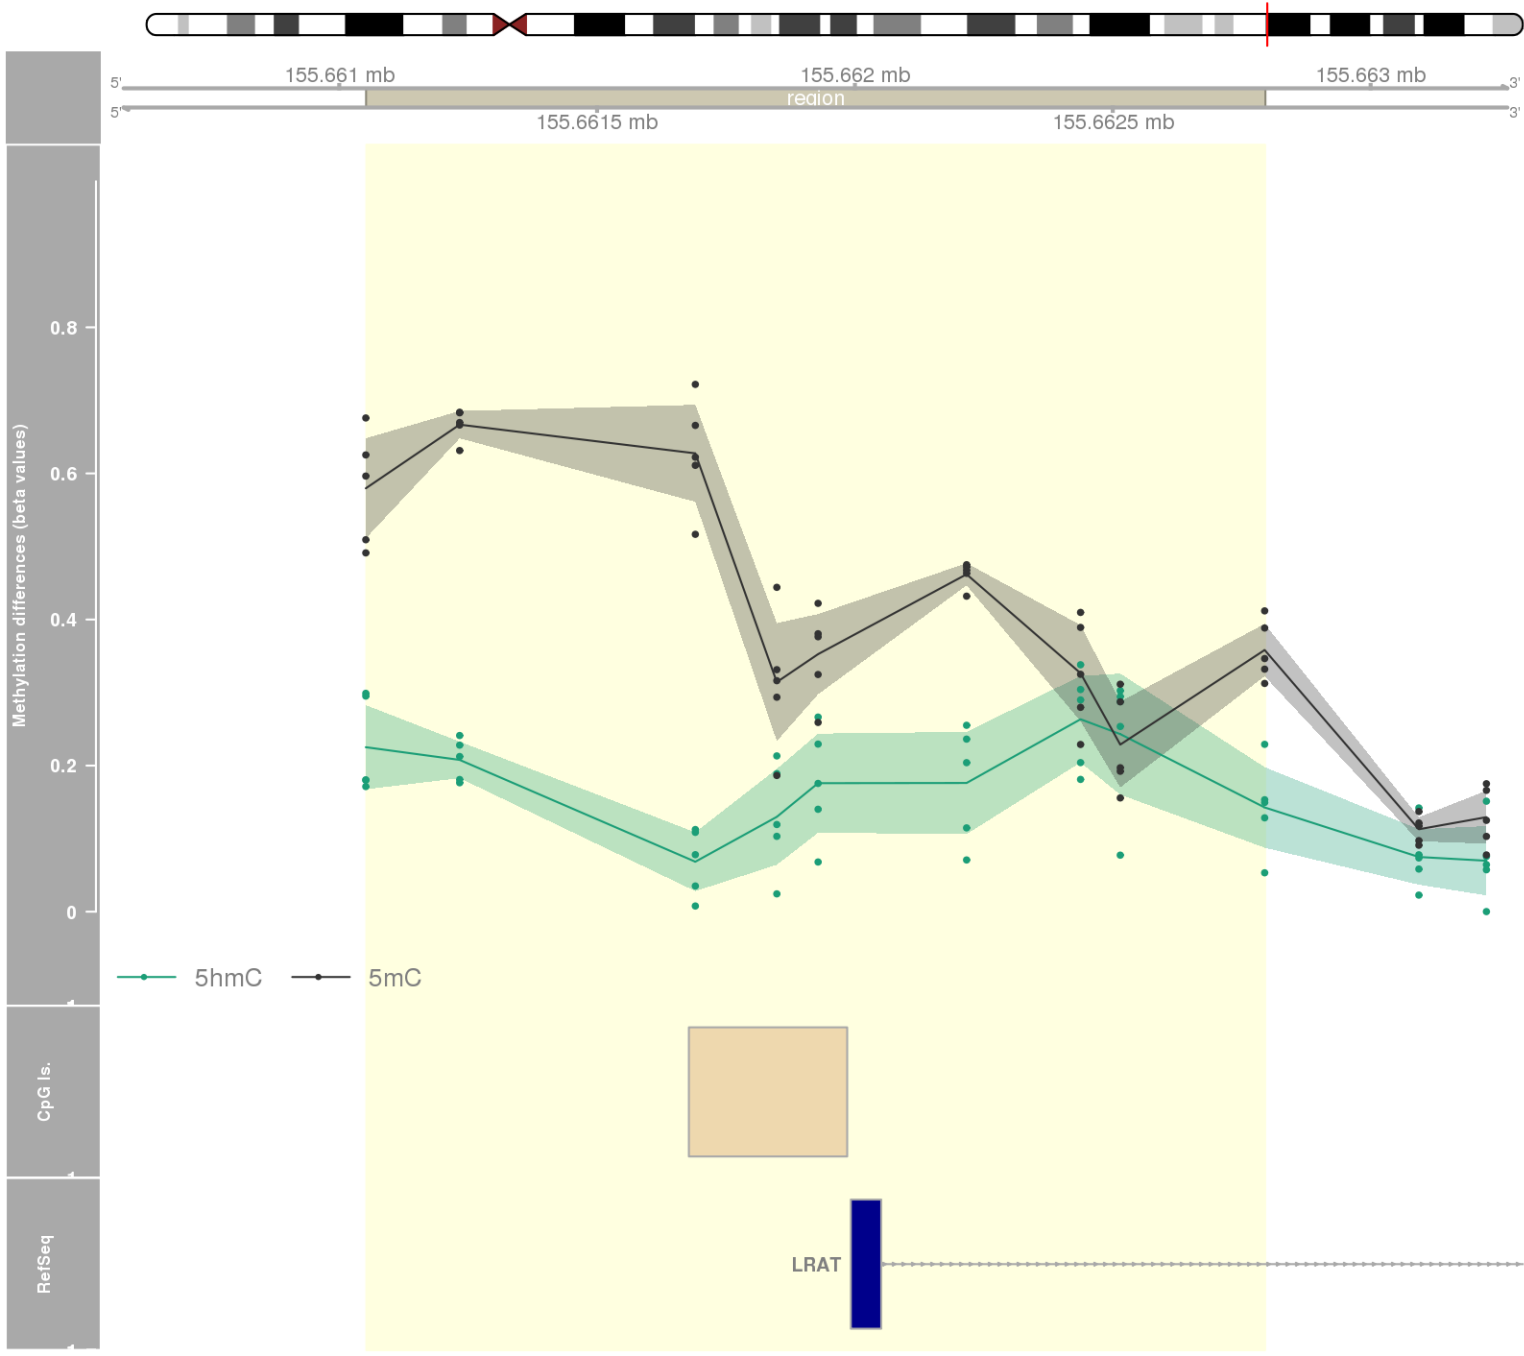 155.661 mb 155.662 mb 155.663 mb
5' 3'
region
5' 3'
155.6615 mb 155.6625 mb
Methylation differences (beta values)
0.8
0.6
0.4
0.2
0
5hmC 5mC
CpG Is.
RefSeq
LRAT